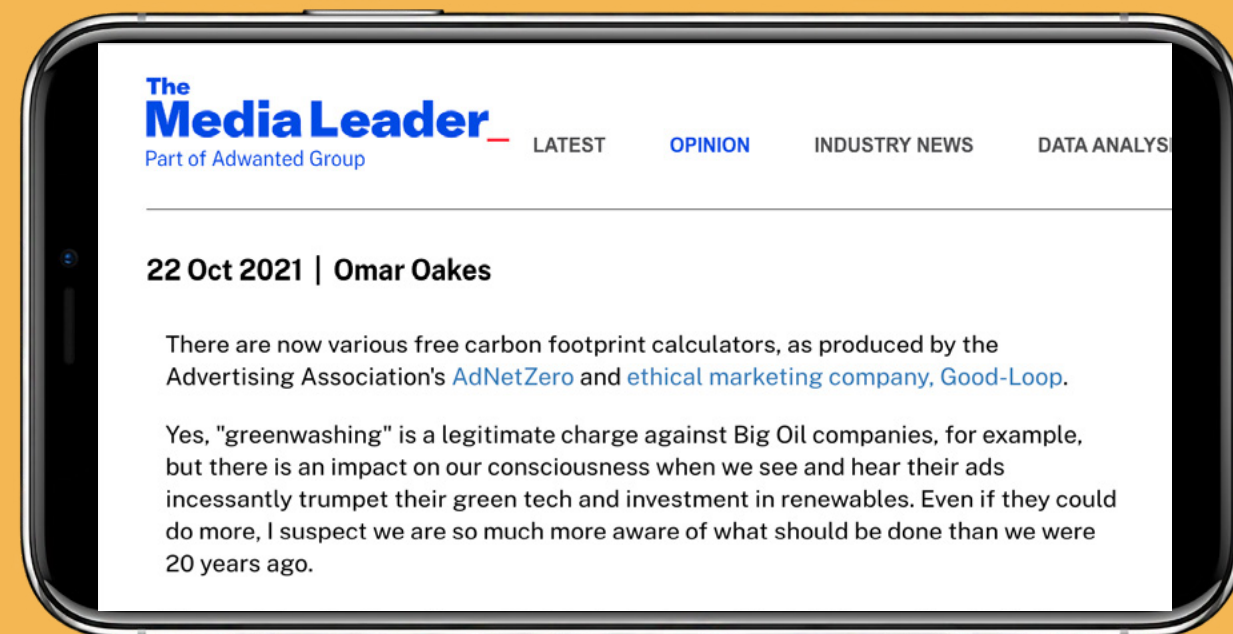 The
Media Leader_
Part of Adwanted Group
LATEST OPINION INDUSTRY NEWS DATA ANALYSI
22 Oct 2021 | Omar Oakes
There are now various free carbon footprint calculators, as produced by the
Advertising Association's AdNetZero and ethical marketing company, Good-Loop.
Yes, "greenwashing" is a legitimate charge against Big Oil companies, for example,
but there is an impact on our consciousness when we see and hear their ads
incessantly trumpet their green tech and investment in renewables. Even if they could
do more, I suspect we are so much more aware of what should be done than we were
20 years ago.